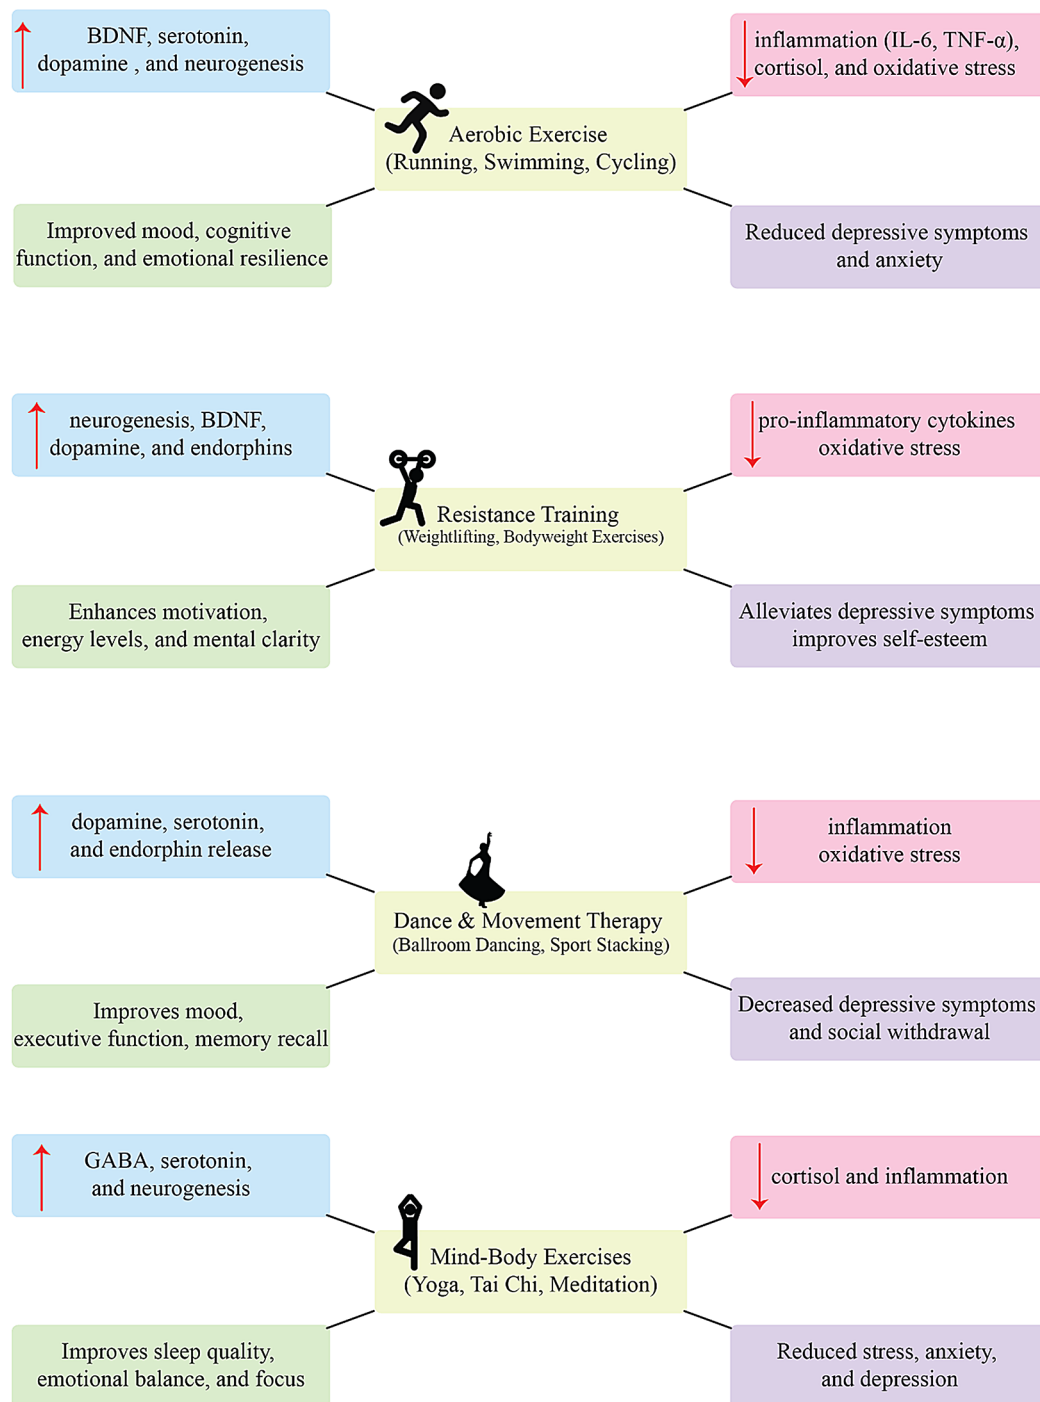 BDNF, serotonin,
dopamine , and neurogenesis
inflammation (IL-6, TNF-α),
cortisol, and oxidative stress
Aerobic Exercise
(Running, Swimming, Cycling)
Improved mood, cognitive
function, and emotional resilience
Reduced depressive symptoms
and anxiety
neurogenesis, BDNF,
dopamine, and endorphins
pro-inflammatory cytokines
oxidative stress
Resistance Training
(Weightlifting, Bodyweight Exercises)
Enhances motivation,
energy levels, and mental clarity
Alleviates depressive symptoms
improves self-esteem
dopamine, serotonin,
and endorphin release
inflammation
oxidative stress
Dance & Movement Therapy
(Ballroom Dancing, Sport Stacking)
Improves mood,
executive function, memory recall
Decreased depressive symptoms
and social withdrawal
GABA, serotonin,
and neurogenesis
cortisol and inflammation
Mind-Body Exercises
(Yoga, Tai Chi, Meditation)
Improves sleep quality,
emotional balance, and focus
Reduced stress, anxiety,
and depression